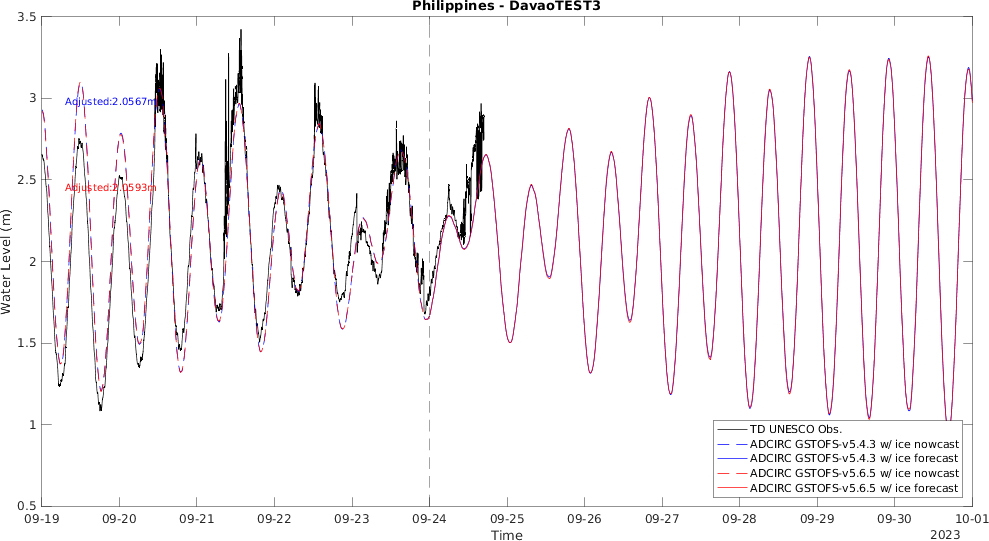 Philippines - DavaoTEST3
3.5
3
2.5
2
1.5
1
0.5
Water Level (m)
Adjusted:2.0567m
Adjusted:2.0593m
TD UNESCO Obs.
ADCIRC GSTOFS-v5.4.3 w/ ice nowcast
ADCIRC GSTOFS-v5.4.3 w/ ice forecast
ADCIRC GSTOFS-v5.6.5 w/ ice nowcast
ADCIRC GSTOFS-v5.6.5 w/ ice forecast
09-19 09-20 09-21 09-22 09-23 09-24 09-25 09-26 09-27 09-28 09-29 09-30 10-01
Time
2023